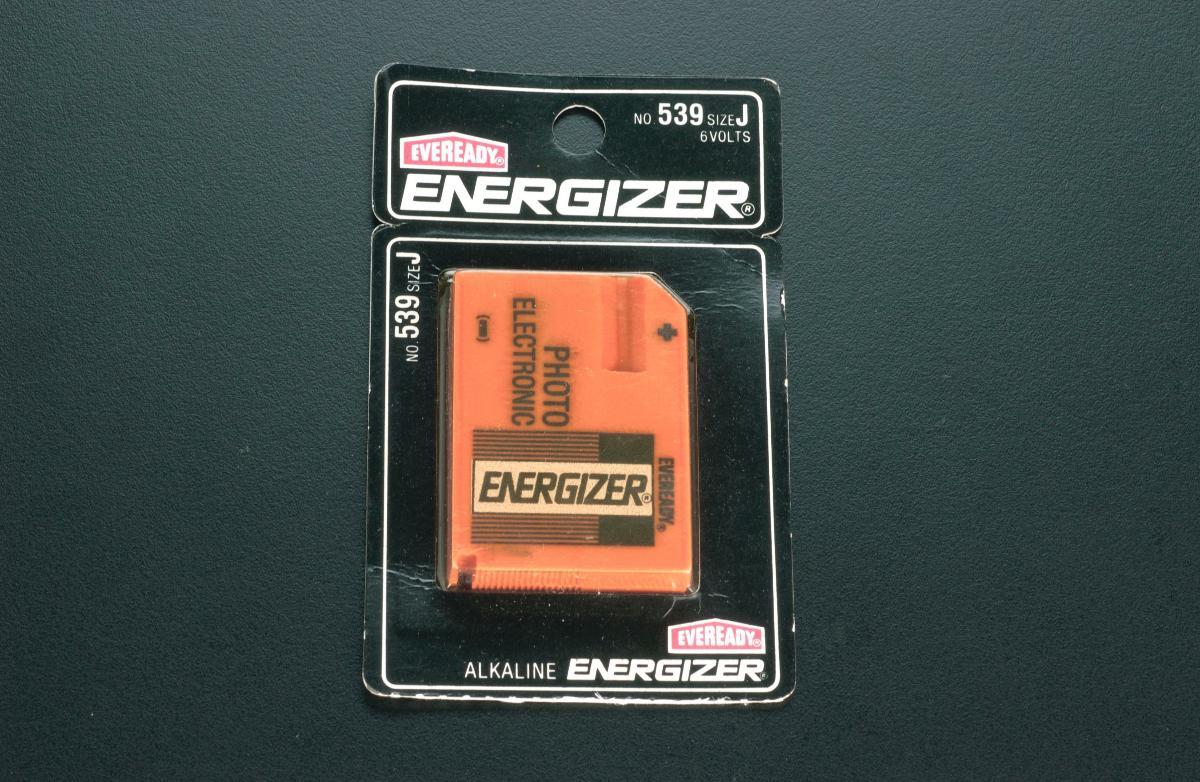 NO. 539 SIZE J
6 VOLTS
EVEREADY®
ENERGIZER®
NO. 539 SIZE J
+
(–)
PHOTO
ELECTRONIC
EVEREADY®
ENERGIZER®
EVEREADY®
ALKALINE ENERGIZER®